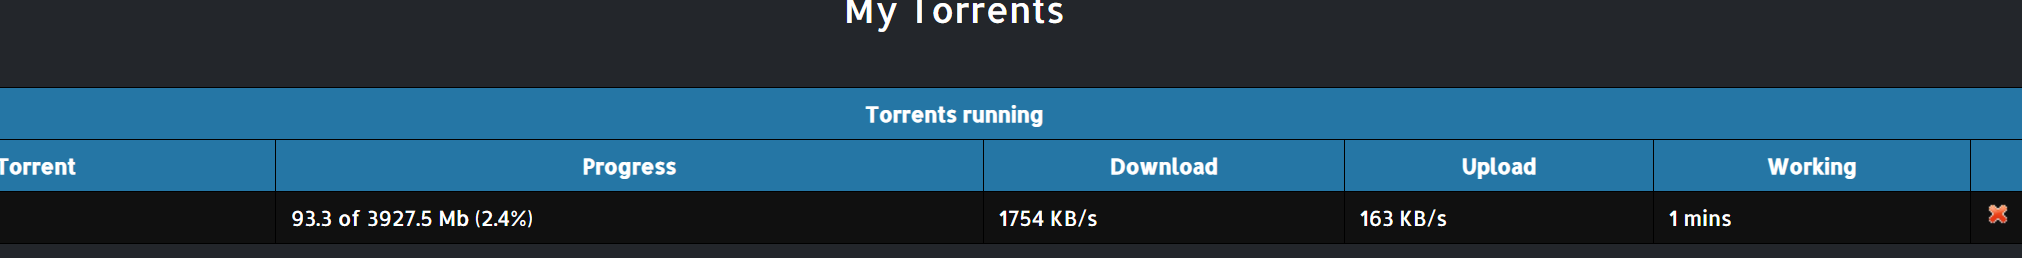 My Torrents
Torrents running
Torrent Progress Download Upload Working
93.3 of 3927.5 Mb (2.4%) 1754 KB/s 163 KB/s 1 mins